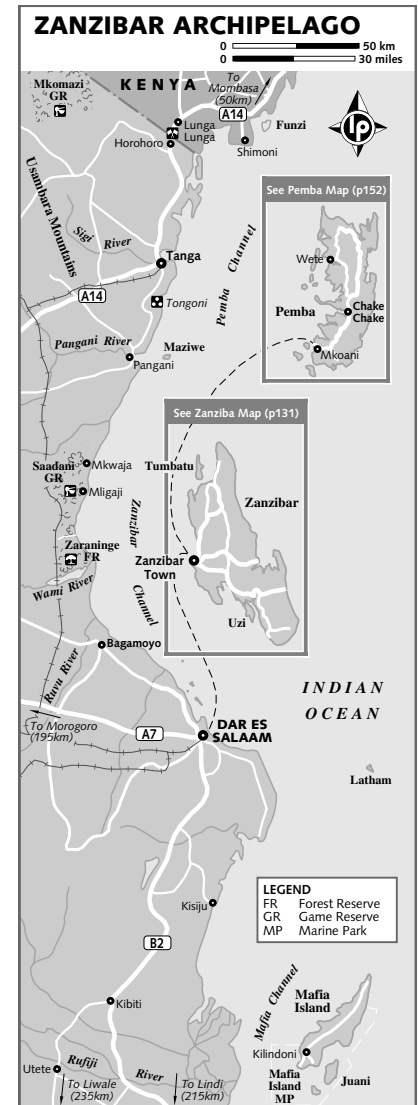 ZANZIBAR ARCHIPELAGO
0 50 km
0 30 miles
Mkomazi
GR
KENYA
To
Mombasa
(50km)
A14
Lunga
Lunga
Horohoro
Funzi
Shimoni
lp
Usambara Mountains
Sigi River
Tanga
A14
Tongoni
Pemba Channel
Pangani River
Maziwe
Pangani
See Pemba Map (p152)
Wete
Pemba
Chake
Chake
Mkoani
See Zanziba Map (p131)
Tumbatu
Zanzibar
Zanzibar
Town
Uzi
Saadani
GR
Mkwaja
Mligaji
Zanzibar Channel
Zaraninge
FR
Wami River
Bagamoyo
Ruvu River
To Morogoro
(195km)
A7
DAR ES
SALAAM
INDIAN
OCEAN
Latham
Kisiju
LEGEND
FR Forest Reserve
GR Game Reserve
MP Marine Park
B2
Kibiti
Mafia Channel
Mafia
Island
Kilindoni
Mafia
Island
MP
Juani
Utete
Rufiji River
To Liwale
(235km)
To Lindi
(215km)